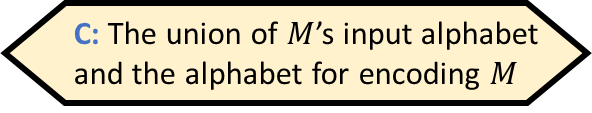 C: The union of M's input alphabet
and the alphabet for encoding M